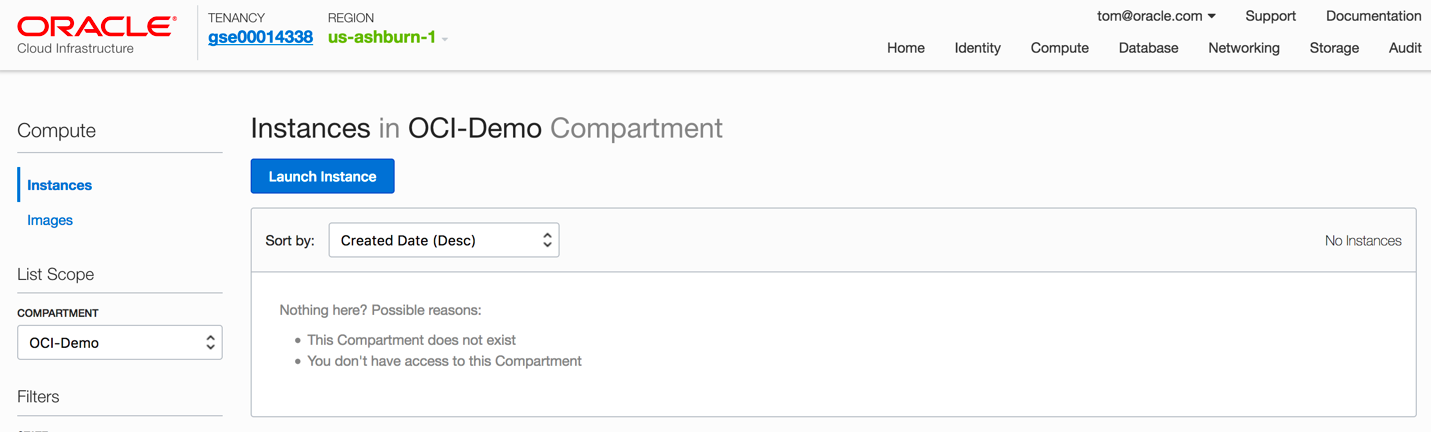 ORACLE®
Cloud Infrastructure
TENANCY
gse00014338
REGION
us-ashburn-1
tom@oracle.com Support Documentation
Home Identity Compute Database Networking Storage Audit
Compute
Instances
Images
List Scope
COMPARTMENT
OCI-Demo
Filters
Instances in OCI-Demo Compartment
Launch Instance
Sort by: Created Date (Desc) No Instances
Nothing here? Possible reasons:
• This Compartment does not exist
• You don't have access to this Compartment